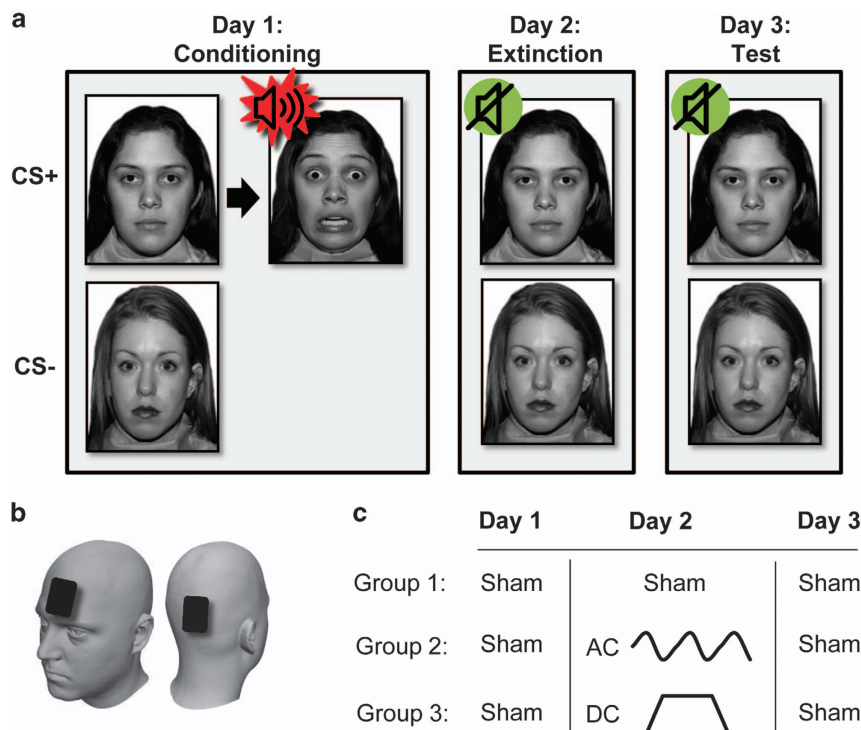 a
Day 1:
Conditioning
Day 2:
Extinction
Day 3:
Test
CS+
CS-
b
c
Day 1 Day 2 Day 3
Group 1: Sham Sham Sham
Group 2: Sham AC Sham
Group 3: Sham DC Sham